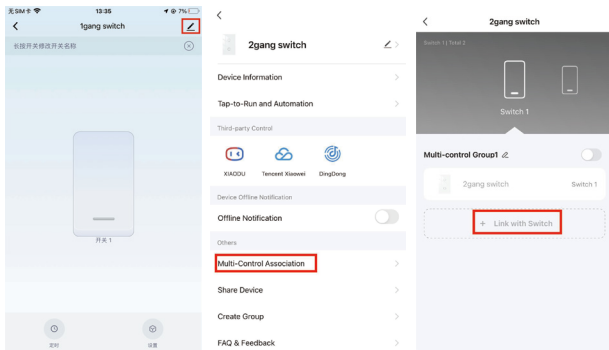 无SIM卡
13:35
7%
1gang switch
长按开关修改开关名称
开关 1
定时
设置
2gang switch
Device Information
Tap-to-Run and Automation
Third-party Control
XIAODU
Tencent Xiaowei
DingDong
Device Offline Notification
Offline Notification
Others
Multi-Control Association
Share Device
Create Group
FAQ & Feedback
2gang switch
Switch 1 | Total 2
Switch 1
Multi-control Group1
2gang switch
Switch 1
+ Link with Switch